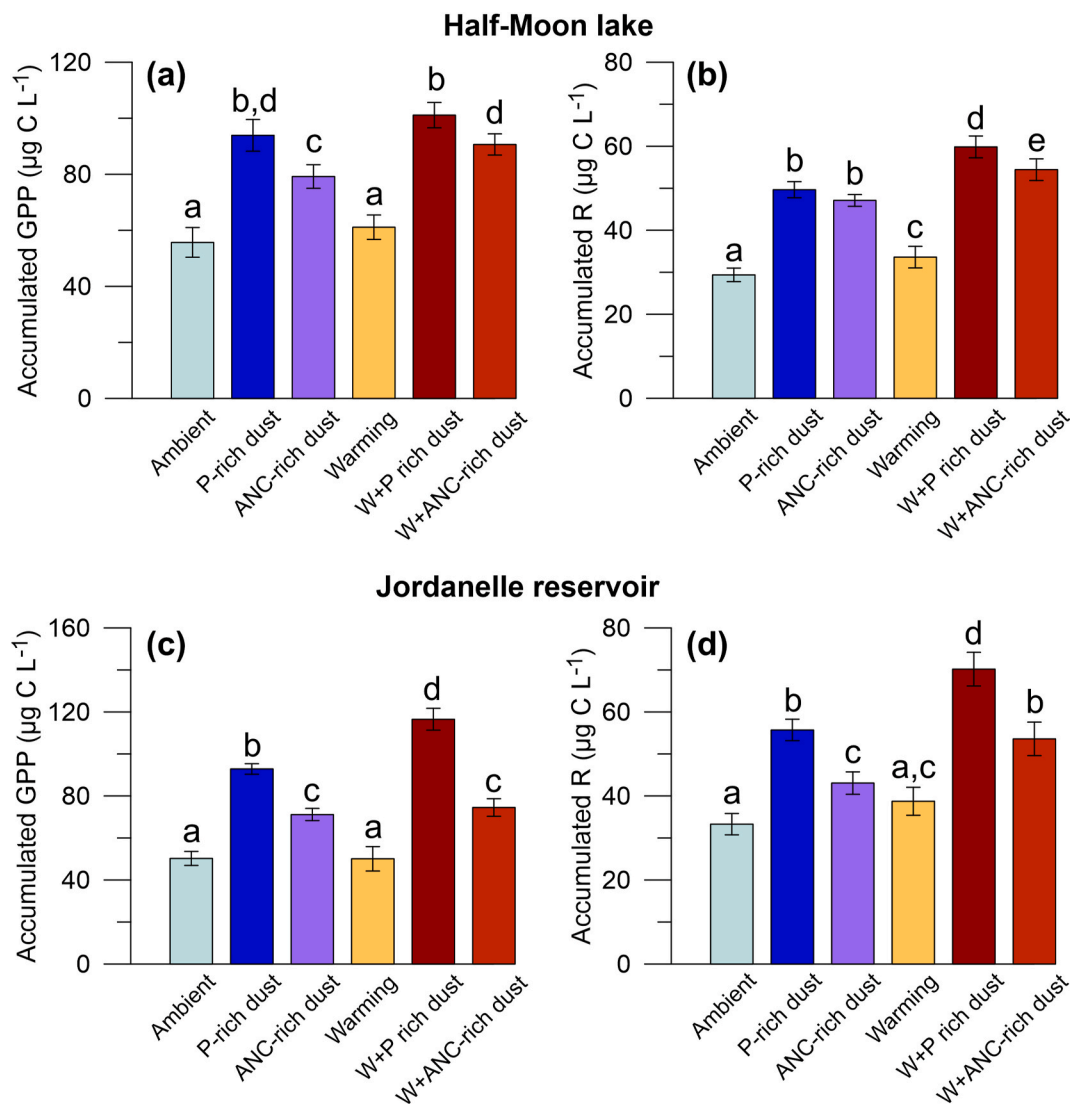 Half-Moon lake
(a)
Accumulated GPP (µg C L⁻¹)
120
80
40
0
a
b,d
c
a
b
d
Ambient
P-rich dust
ANC-rich dust
Warming
W+P rich dust
W+ANC-rich dust
(b)
Accumulated R (µg C L⁻¹)
80
60
40
20
0
a
b
b
c
d
e
Ambient
P-rich dust
ANC-rich dust
Warming
W+P rich dust
W+ANC-rich dust
Jordanelle reservoir
(c)
Accumulated GPP (µg C L⁻¹)
160
120
80
40
0
a
b
c
a
d
c
Ambient
P-rich dust
ANC-rich dust
Warming
W+P rich dust
W+ANC-rich dust
(d)
Accumulated R (µg C L⁻¹)
80
60
40
20
0
a
b
c
a,c
d
b
Ambient
P-rich dust
ANC-rich dust
Warming
W+P rich dust
W+ANC-rich dust